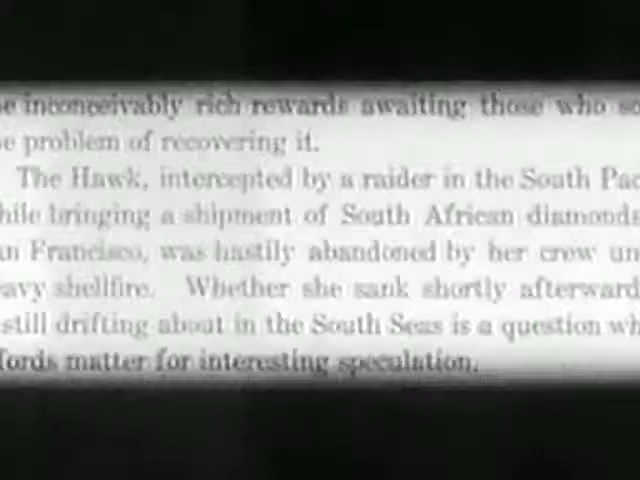 e inconceivably rich rewards awaiting those who so
e problem of recovering it.
The Hawk, intercepted by a raider in the South Pac
hile bringing a shipment of South African diamonds
an Francisco, was hastily abandoned by her crew un
eavy shellfire. Whether she sank shortly afterward
still drifting about in the South Seas is a question wh
fords matter for interesting speculation.